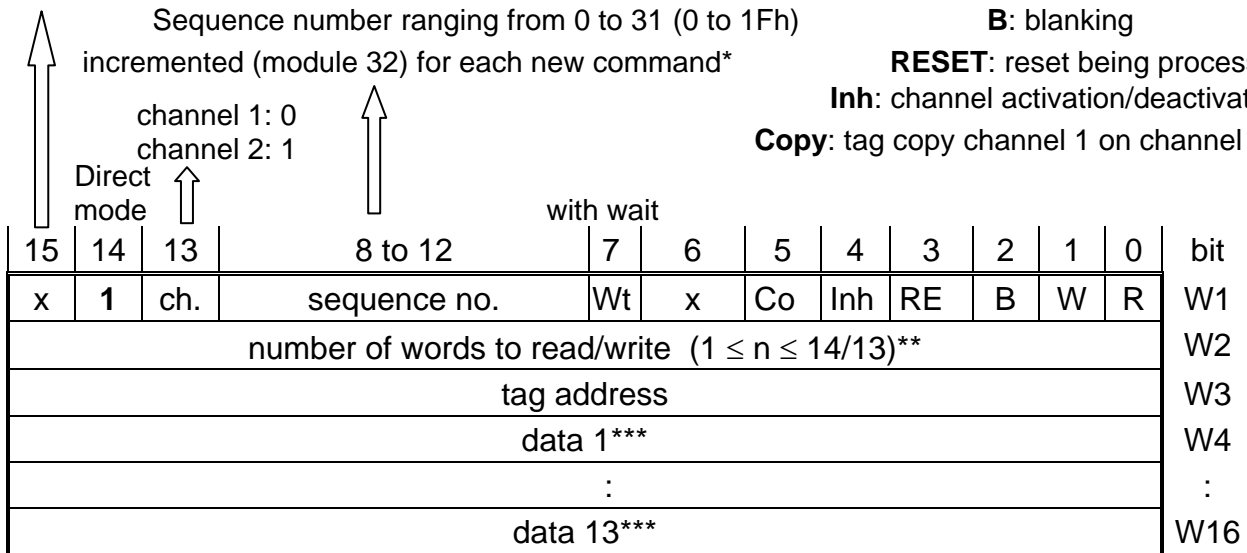 Sequence number ranging from 0 to 31 (0 to 1Fh)
B: blanking
incremented (module 32) for each new command*
RESET: reset being
Inh: channel
channel 1: 0
channel 2: 1
Copy: tag copy channel 1 on channel
Direct
mode
with wait
15 14 13 8 to 12 7 6 5 4 3 2 1 0 bit
x 1 ch. sequence no. Wt x Co Inh RE B W R W1
number of words to read/write (1 ≤ n ≤ 14/13)** W2
tag address W3
data 1*** W4
: :
data 13*** W16